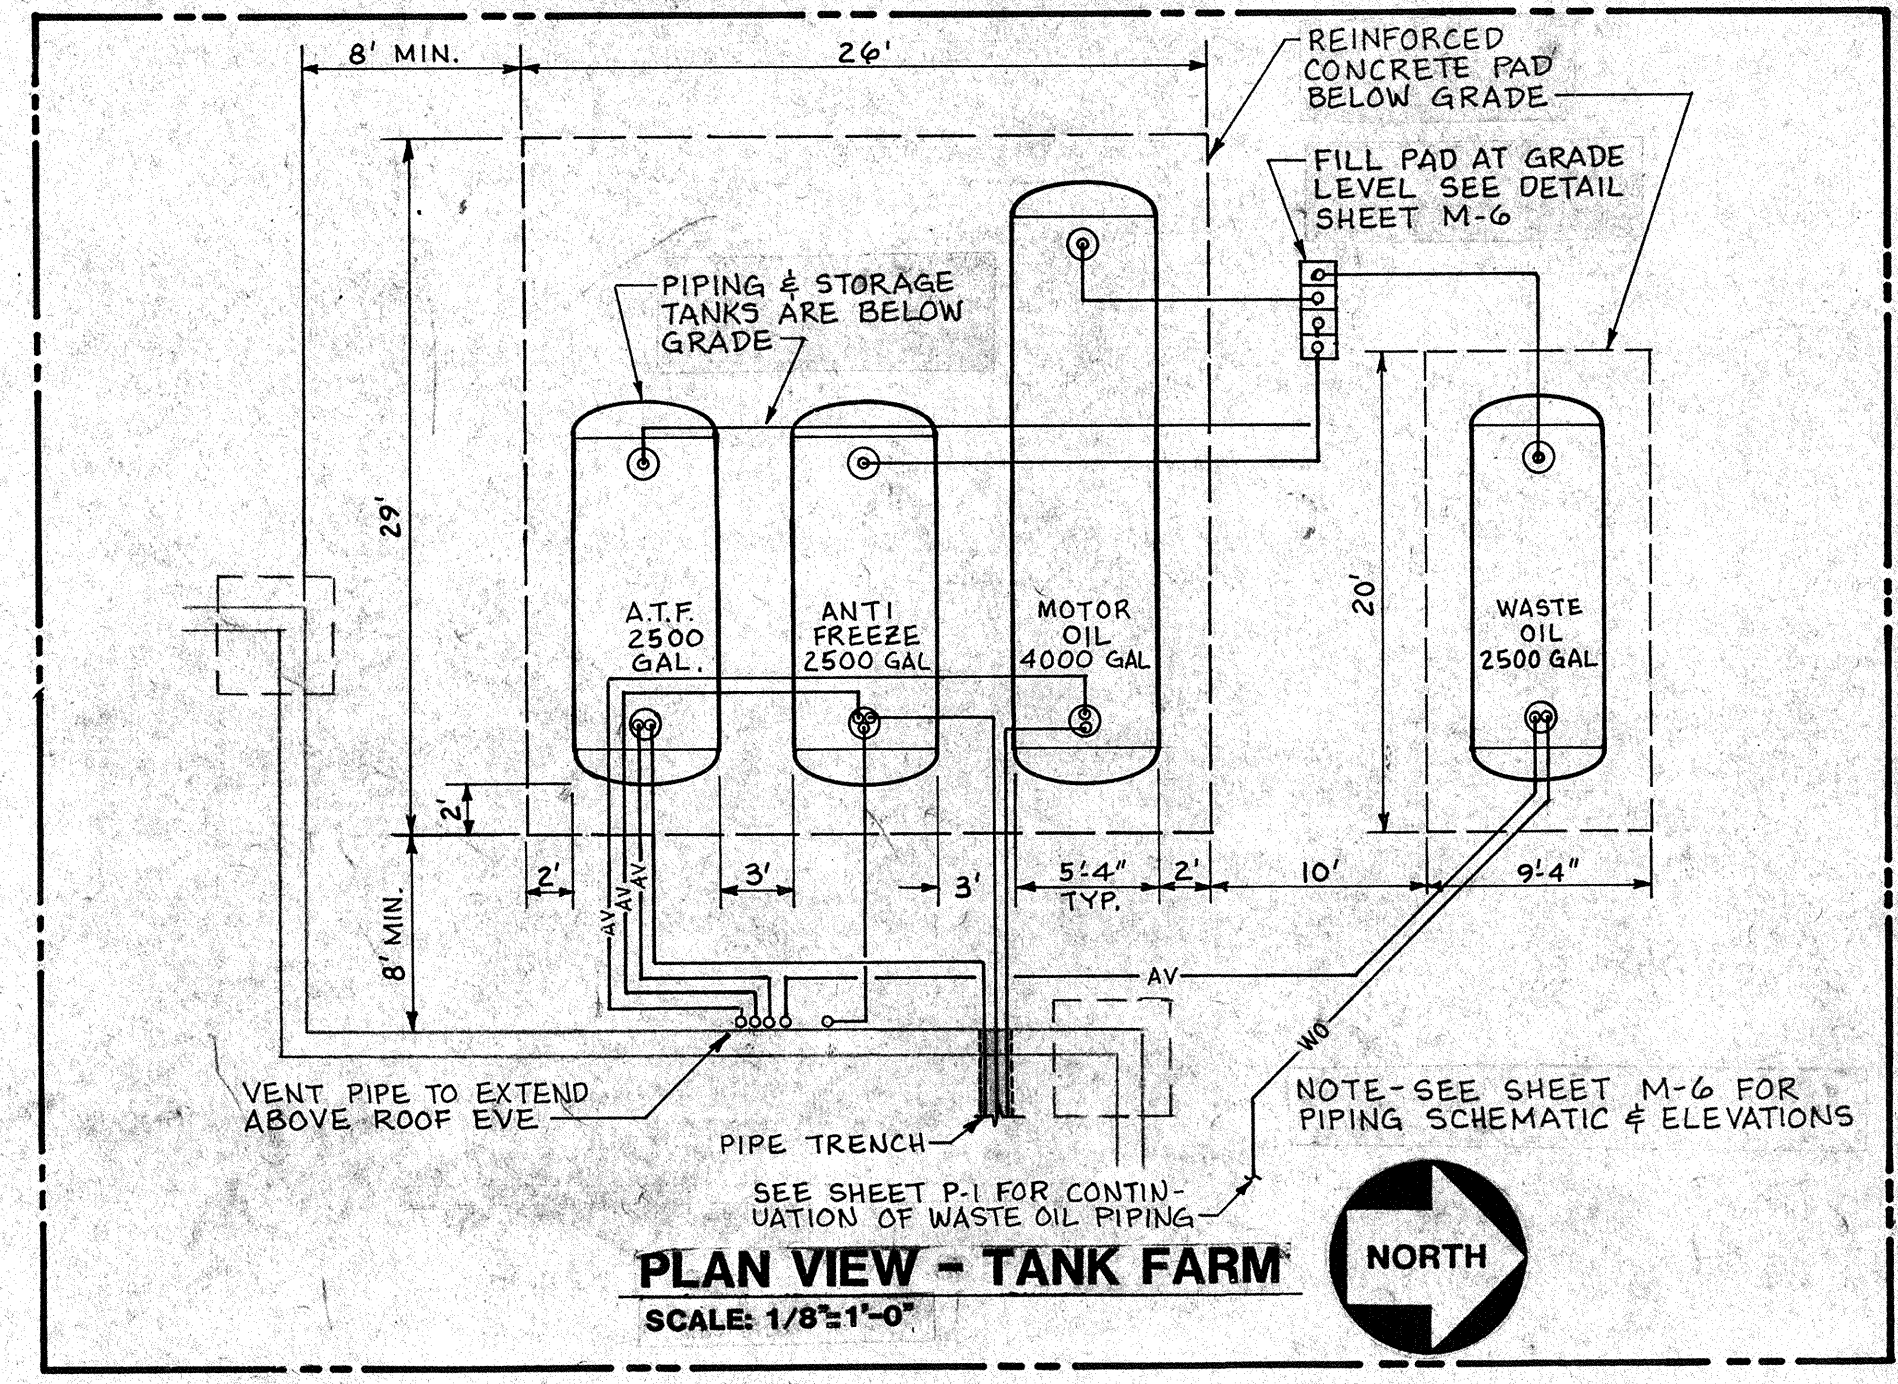 8' MIN.
26'
REINFORCED
CONCRETE PAD
BELOW GRADE
FILL PAD AT GRADE
LEVEL SEE DETAIL
SHEET M-6
PIPING & STORAGE
TANKS ARE BELOW
GRADE
29'
20'
A.T.F.
2500
GAL.
ANTI
FREEZE
2500 GAL
MOTOR
OIL
4000 GAL
WASTE
OIL
2500 GAL
2'
2'
3'
3'
5'-4"
TYP.
2'
10'
9'-4"
AV
AV
AV
8' MIN.
AV
WO
VENT PIPE TO EXTEND
ABOVE ROOF EVE
PIPE TRENCH
NOTE-SEE SHEET M-6 FOR
PIPING SCHEMATIC & ELEVATIONS
SEE SHEET P-1 FOR CONTIN-
UATION OF WASTE OIL PIPING
PLAN VIEW - TANK FARM
SCALE: 1/8"=1'-0"
NORTH